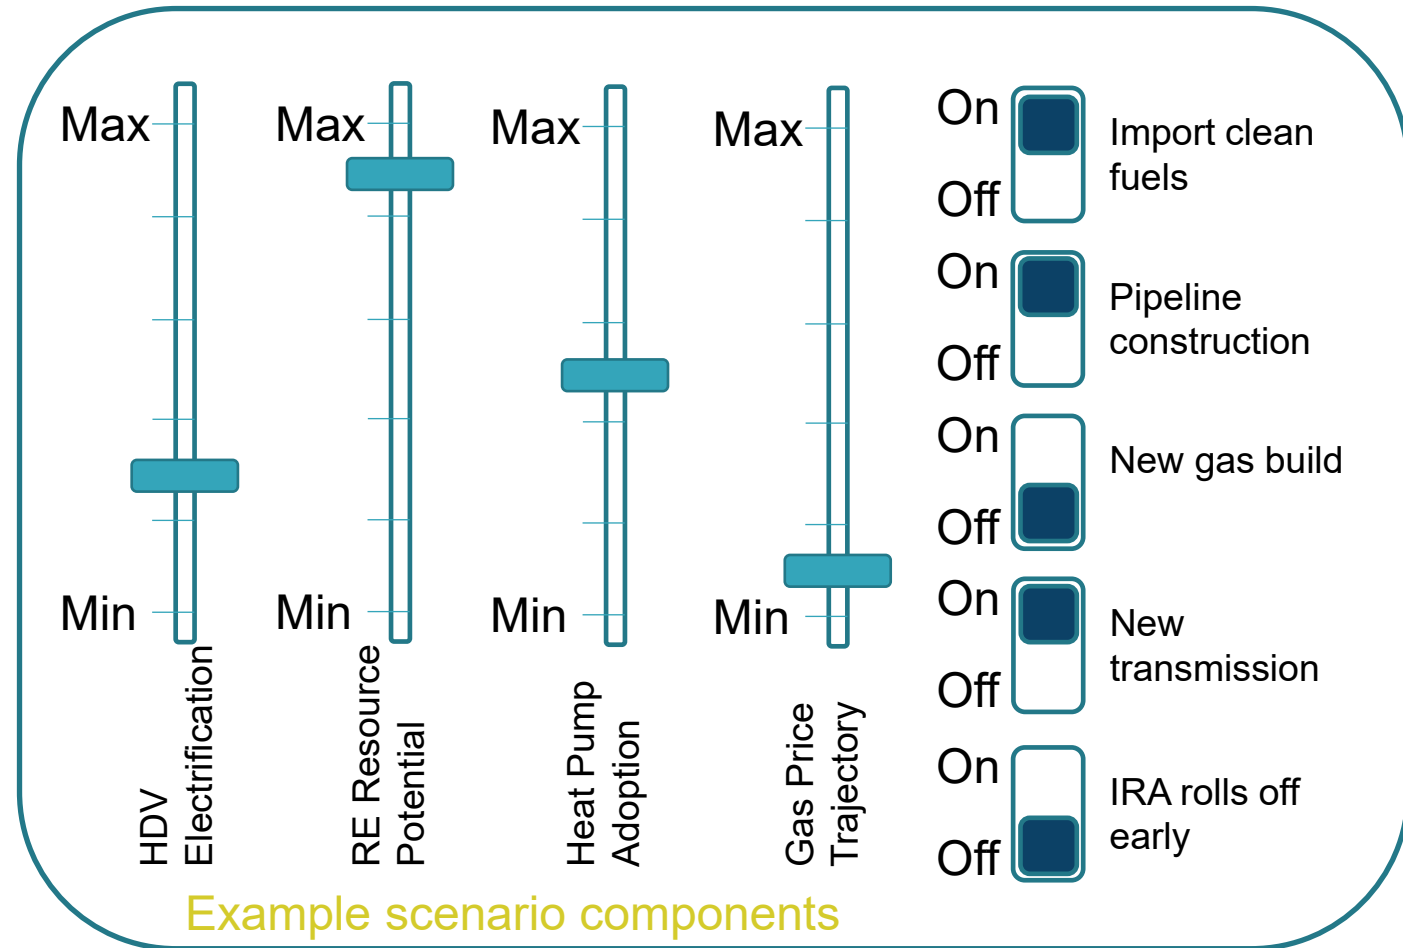 Max
Min
HDV
Electrification
Max
Min
RE Resource
Potential
Max
Min
Heat Pump
Adoption
Max
Min
Gas Price
Trajectory
On
Off
Import clean
fuels
On
Off
Pipeline
construction
On
Off
New gas build
On
Off
New
transmission
On
Off
IRA rolls off
early
Example scenario components